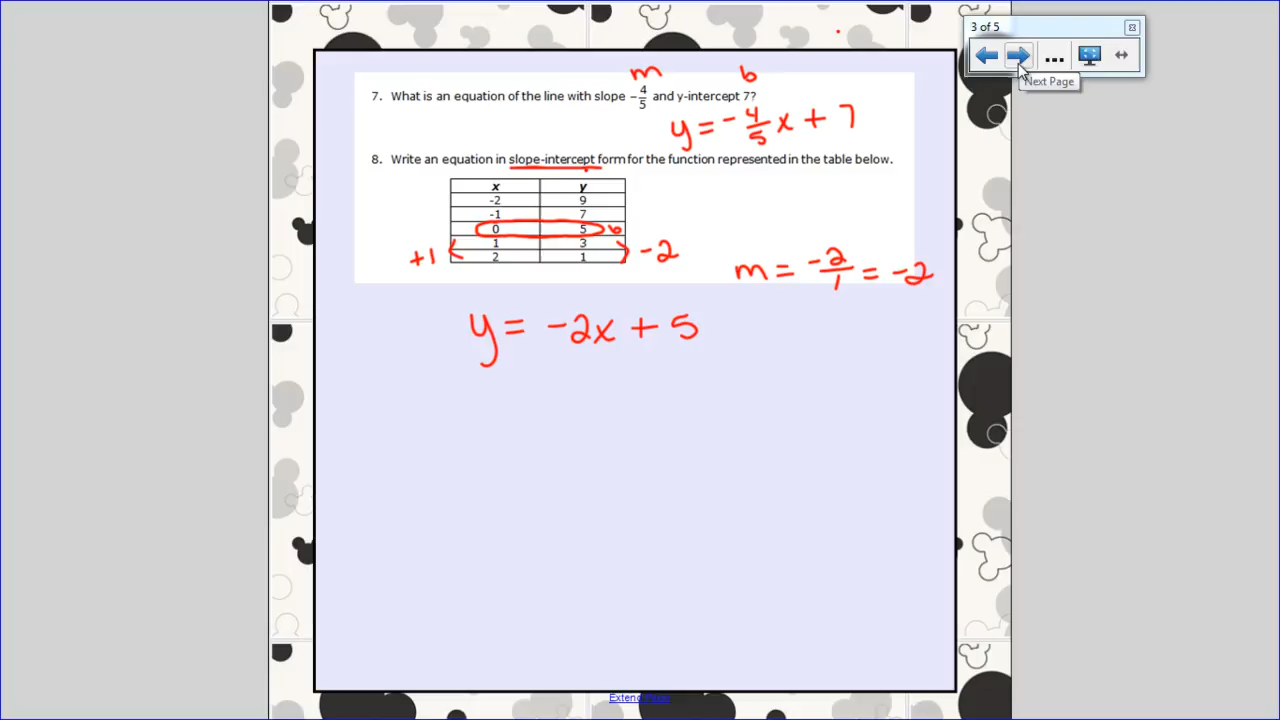 3 of 5
Next Page
m b
7. What is an equation of the line with slope -4/5 and y-intercept 7?
y = -4/5 x + 7
8. Write an equation in slope-intercept form for the function represented in the table below.
x y
-2 9
-1 7
0 5 b
1 3
2 1
+1 -2
m = -2/1 = -2
y = -2x + 5